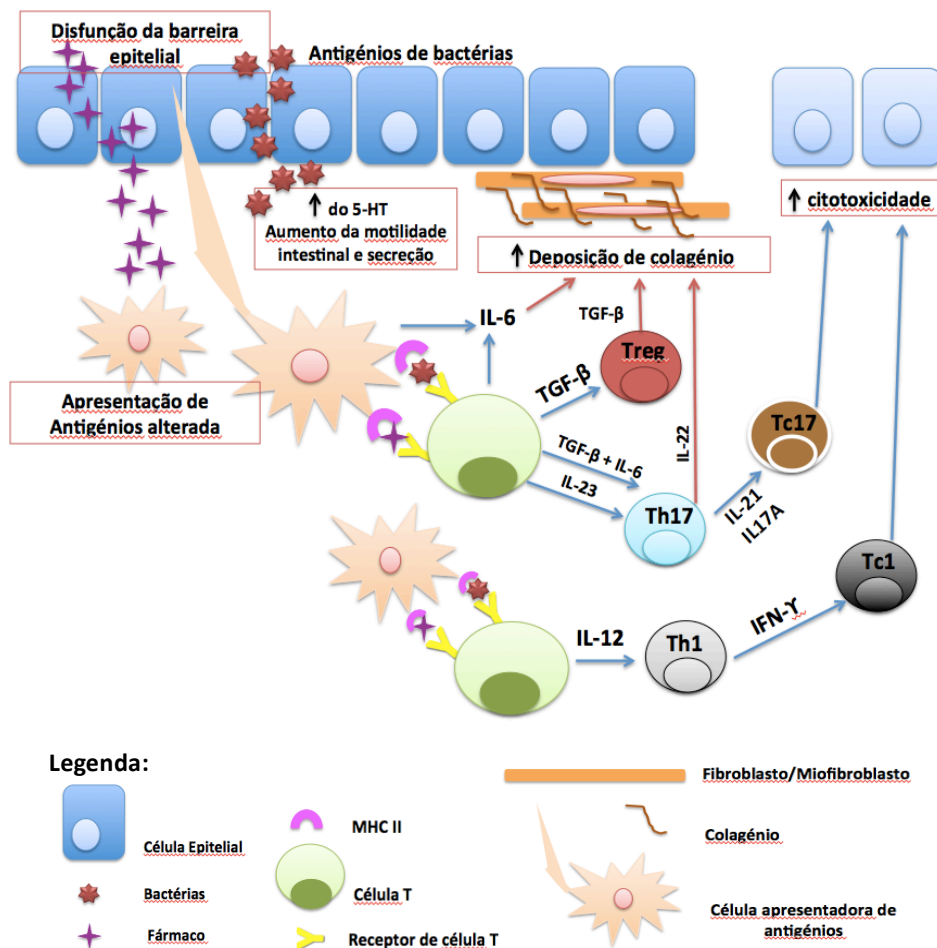 Disfunção da barreira
epitelial
Antigénios de bactérias
↑ do 5-HT
Aumento da motilidade
intestinal e secreção
↑ citotoxicidade
↑ Deposição de colagénio
IL-6
TGF-β
Treg
TGF-β
Apresentação de
Antigénios alterada
Tc17
TGF-β + IL-6
IL-22
IL-23
Th17
IL-21
IL17A
Tc1
IL-12
Th1
IFN-ϒ
Legenda:
Fibroblasto/Miofibroblasto
MHC II
Colagénio
Célula Epitelial
Bactérias
Célula T
Célula apresentadora de
antigénios
Fármaco
Receptor de célula T